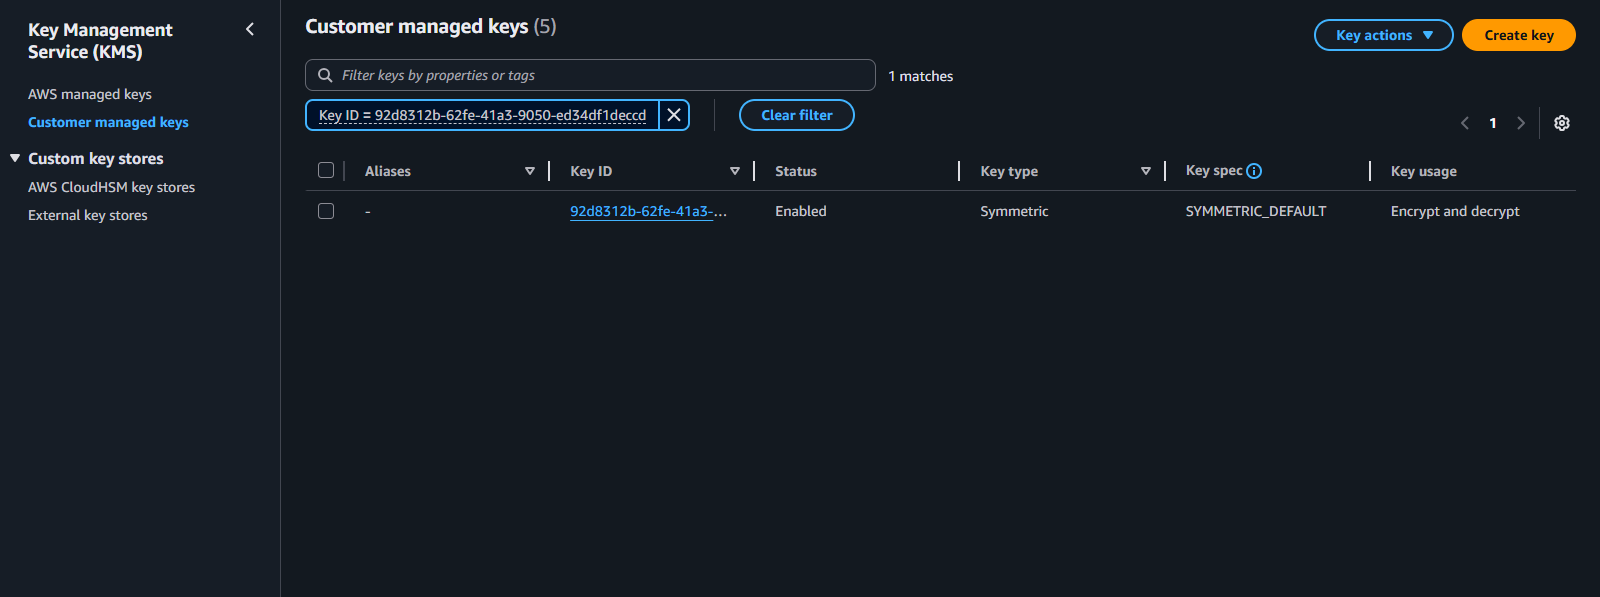 Key Management
Service (KMS)
AWS managed keys
Customer managed keys
Custom key stores
AWS CloudHSM key stores
External key stores
Customer managed keys (5)
Key actions
Create key
Filter keys by properties or tags
1 matches
Key ID = 92d8312b-62fe-41a3-9050-ed34df1deccd
Clear filter
1
Aliases Key ID Status Key type Key spec Key usage
- 92d8312b-62fe-41a3-... Enabled Symmetric SYMMETRIC_DEFAULT Encrypt and decrypt